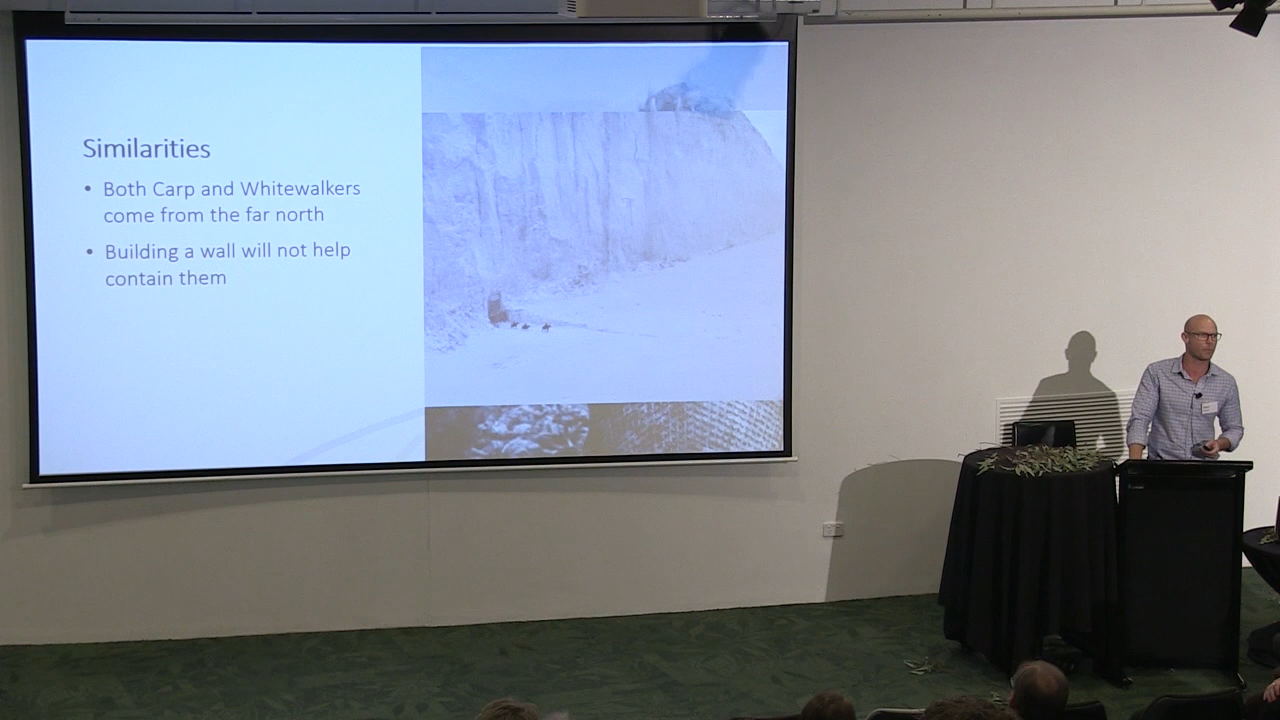 Similarities
• Both Carp and Whitewalkers
come from the far north
• Building a wall will not help
contain them